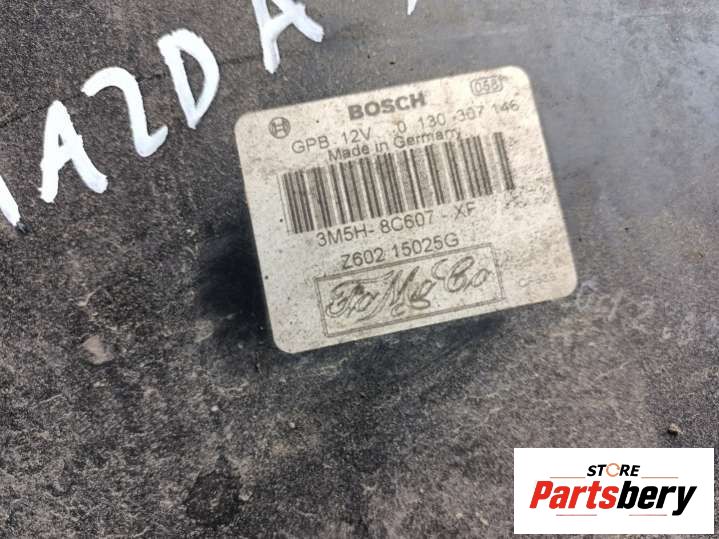 MAZDA
058
BOSCH
GPB 12V 0 130 307 146
Made in Germany
3M5H- 8C607 - XF
Z602 15025G
FoMoCo
STORE
Partsbery